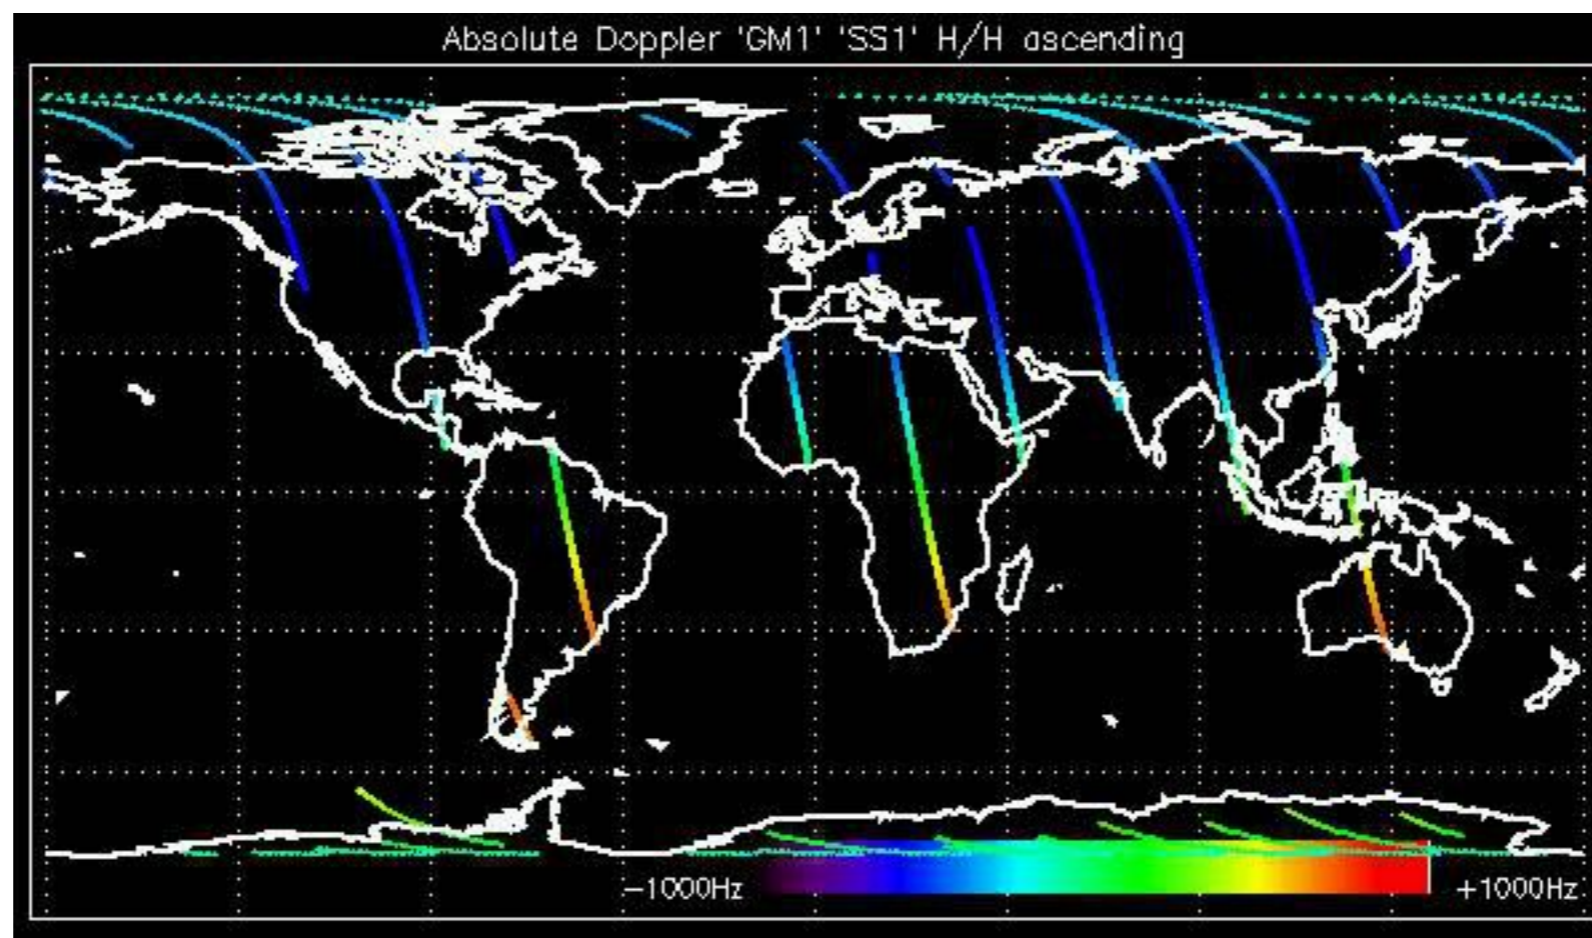 Absolute Doppler 'GM1' 'SS1' H/H ascending
-1000Hz
+1000Hz